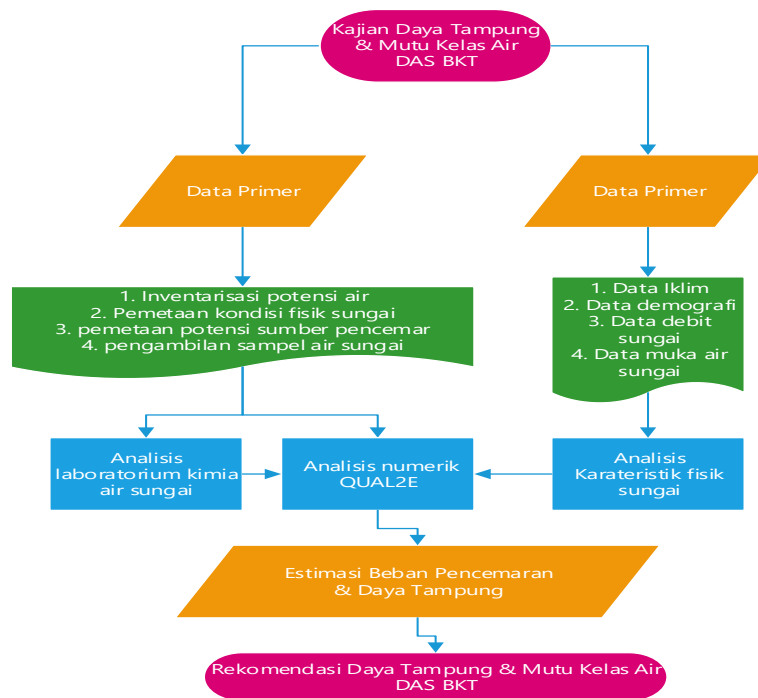 Kajian Daya Tampung
& Mutu Kelas Air
DAS BKT
Data Primer
Data Primer
1. Inventarisasi potensi air
2. Pemetaan kondisi fisik sungai
3. pemetaan potensi sumber pencemar
4. pengambilan sampel air sungai
1. Data Iklim
2. Data demografi
3. Data debit
sungai
4. Data muka air
sungai
Analisis
laboratorium kimia
air sungai
Analisis numerik
QUAL2E
Analisis
Karateristik fisik
sungai
Estimasi Beban Pencemaran
& Daya Tampung
Rekomendasi Daya Tampung & Mutu Kelas Air
DAS BKT